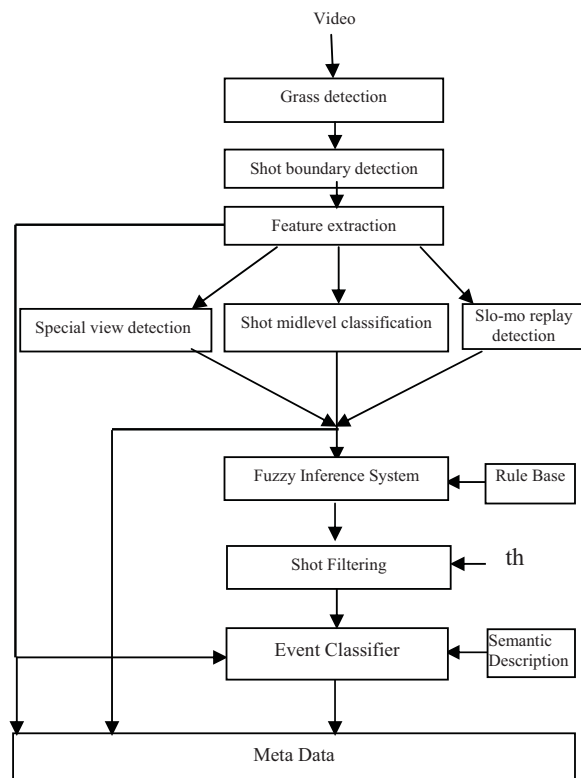 Video
Grass detection
Shot boundary detection
Feature extraction
Special view detection
Shot midlevel classification
Slo-mo replay
detection
Fuzzy Inference System
Rule Base
Shot Filtering
th
Event Classifier
Semantic
Description
Meta Data